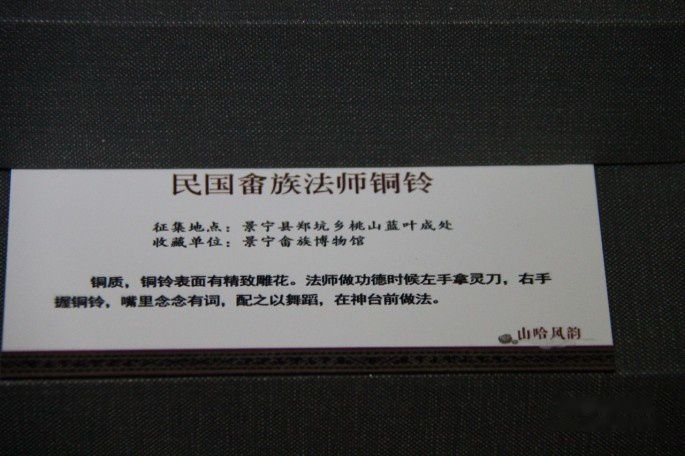 民国畲族法师铜铃
征集地点：景宁县郑坑乡桃山蓝叶成处
收藏单位：景宁畲族博物馆
铜质，铜铃表面有精致雕花。法师做功德时候左手拿灵刀，右手
握铜铃，嘴里念念有词，配之以舞蹈，在神台前做法。
山哈风韵